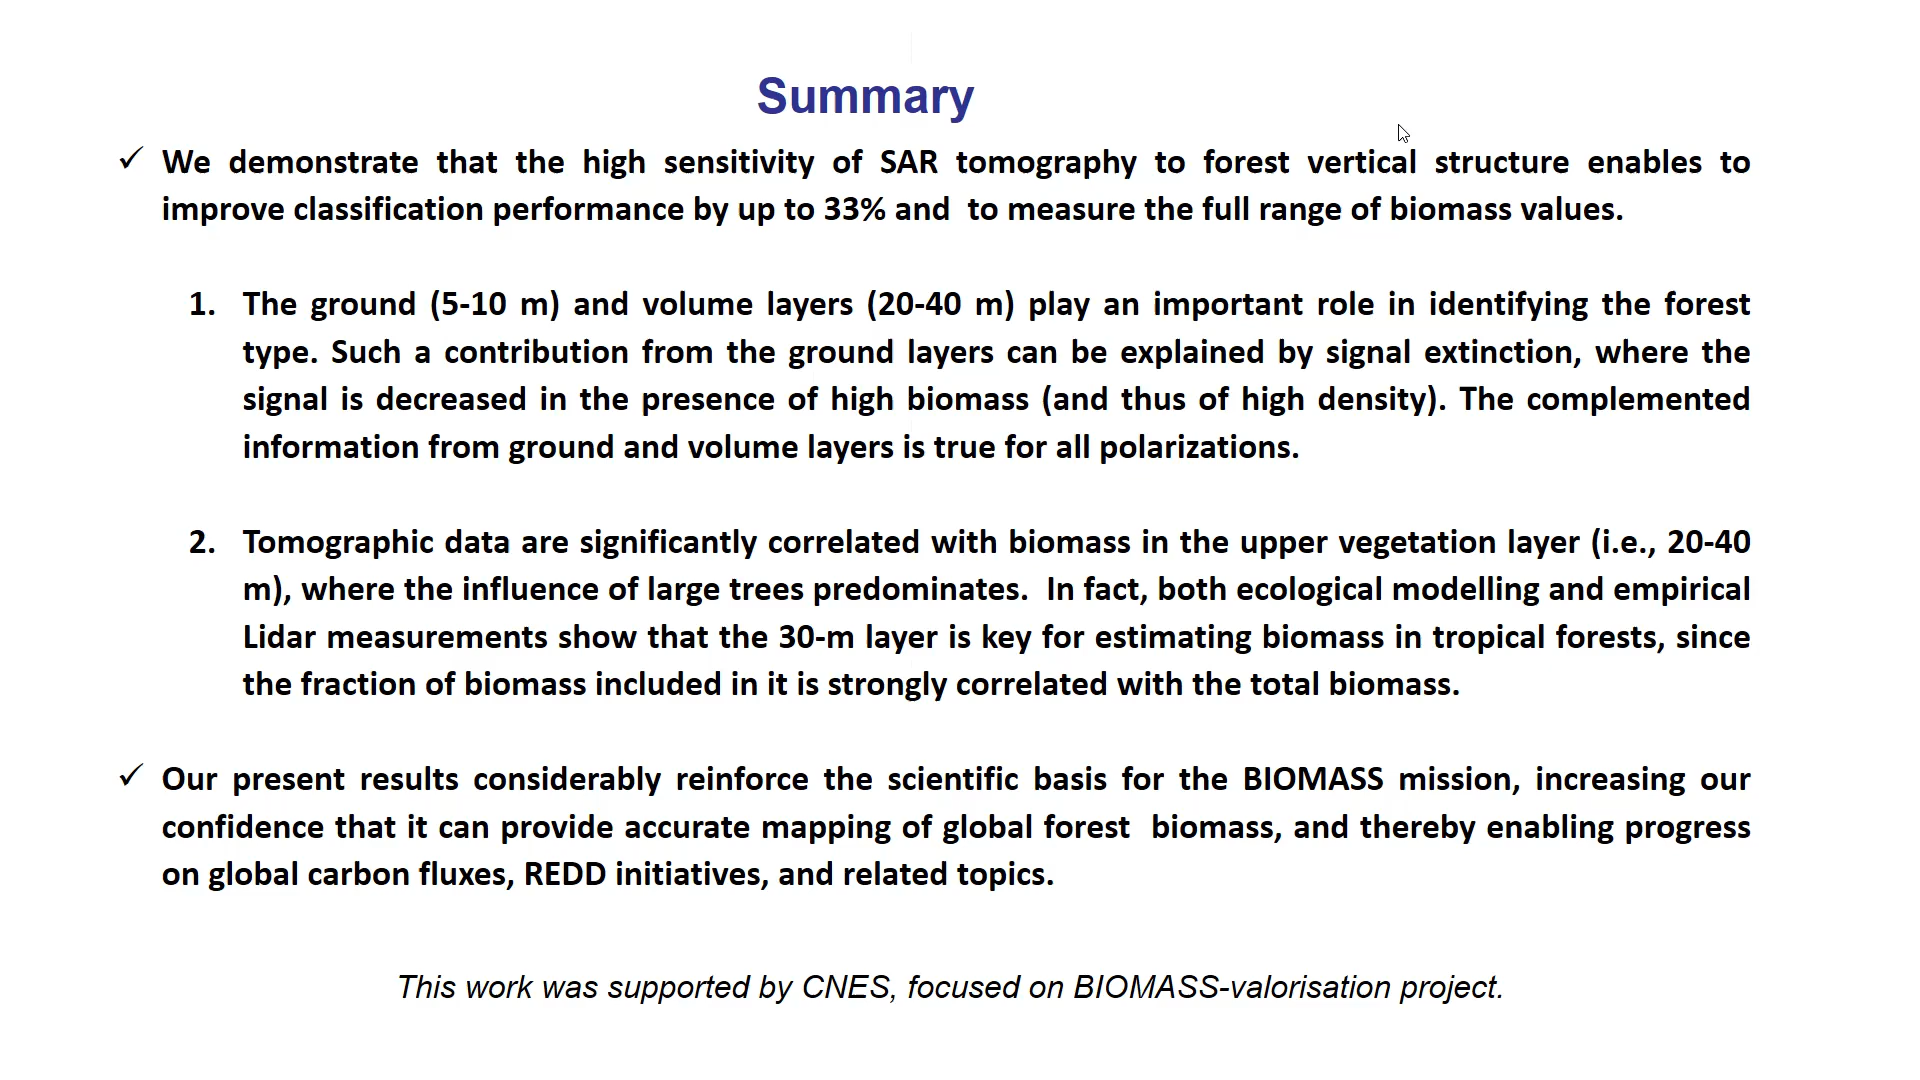 Summary
✓ We demonstrate that the high sensitivity of SAR tomography to forest vertical structure enables to
improve classification performance by up to 33% and  to measure the full range of biomass values.
1. The ground (5-10 m) and volume layers (20-40 m) play an important role in identifying the forest
type. Such a contribution from the ground layers can be explained by signal extinction, where the
signal is decreased in the presence of high biomass (and thus of high density). The complemented
information from ground and volume layers is true for all polarizations.
2. Tomographic data are significantly correlated with biomass in the upper vegetation layer (i.e., 20-40
m), where the influence of large trees predominates.  In fact, both ecological modelling and empirical
Lidar measurements show that the 30-m layer is key for estimating biomass in tropical forests, since
the fraction of biomass included in it is strongly correlated with the total biomass.
✓ Our present results considerably reinforce the scientific basis for the BIOMASS mission, increasing our
confidence that it can provide accurate mapping of global forest  biomass, and thereby enabling progress
on global carbon fluxes, REDD initiatives, and related topics.
This work was supported by CNES, focused on BIOMASS-valorisation project.